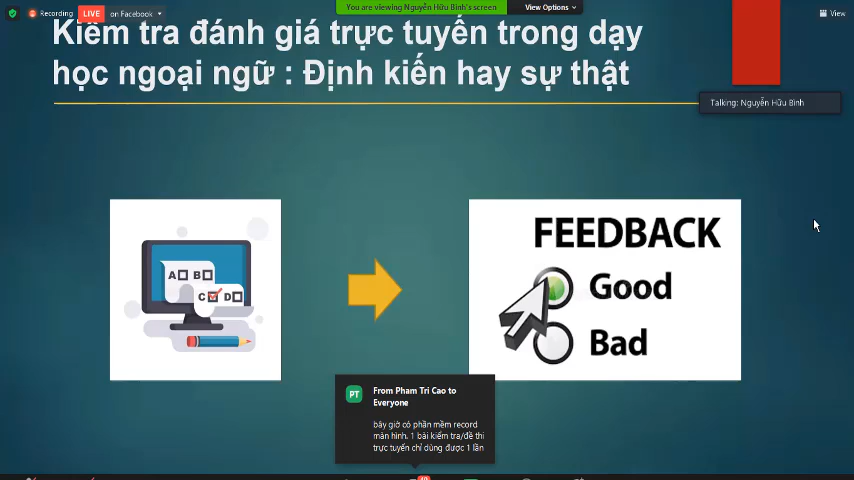 Recording
LIVE
on Facebook
You are viewing Nguyễn Hữu Bình's screen
View Options
View
Kiểm tra đánh giá trực tuyến trong dạy
học ngoại ngữ : Định kiến hay sự thật
Talking: Nguyễn Hữu Bình
A B
C D
FEEDBACK
Good
Bad
PT
From Pham Tri Cao to
Everyone
bây giờ có phần mềm record
màn hình, 1 bài kiểm tra/đề thi
trực tuyến chỉ dùng được 1 lần